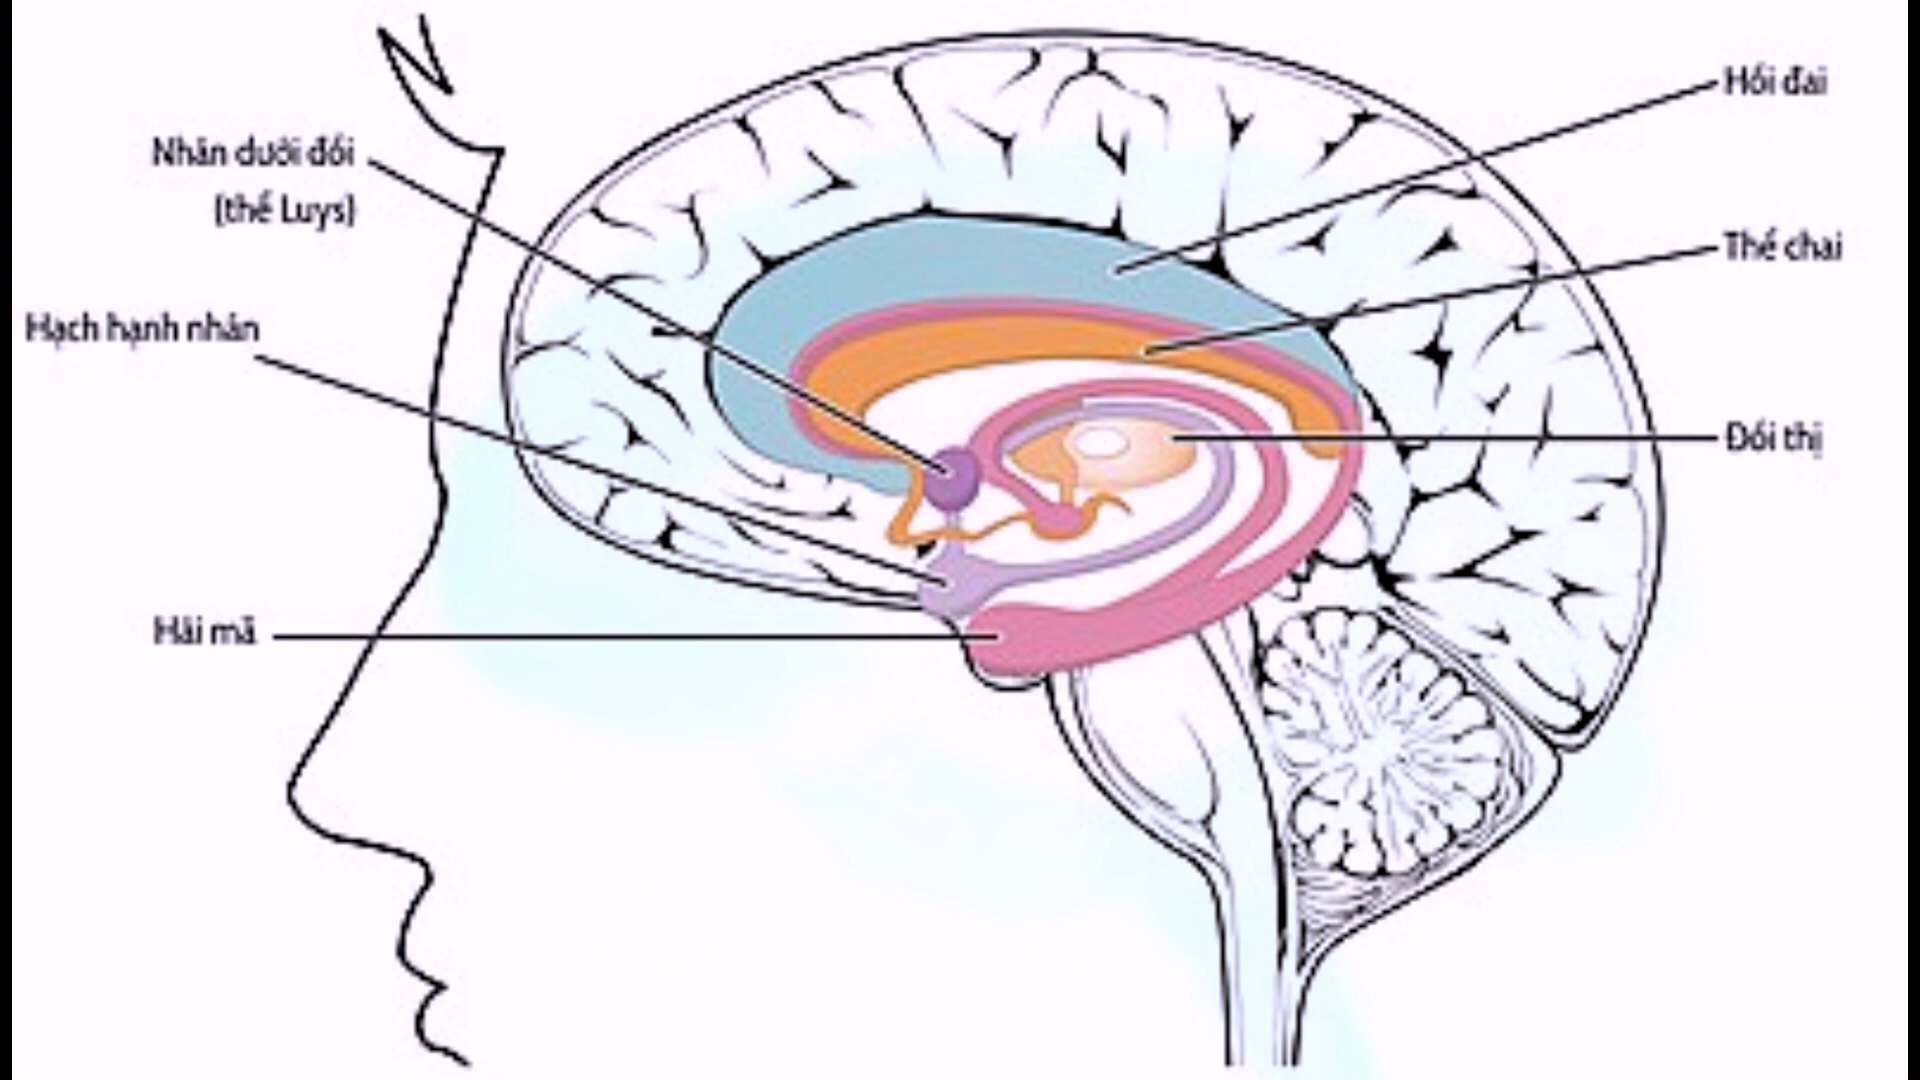 Hồi đai
Nhân dưới đồi
(thể Luys)
Thể chai
Hạch hạnh nhân
Đồi thị
Hải mã